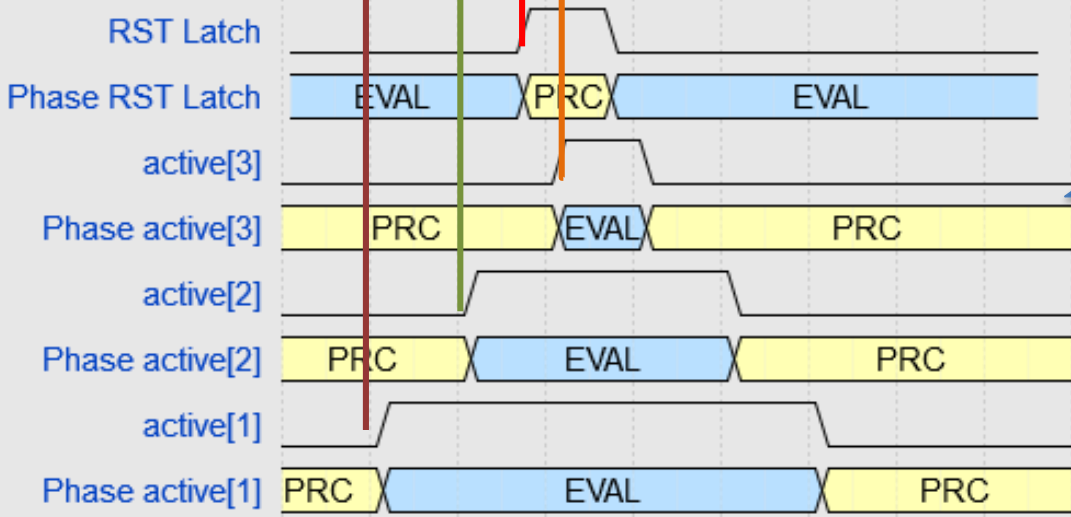 RST Latch
Phase RST Latch EVAL PRC EVAL
active[3]
Phase active[3] PRC EVAL PRC
active[2]
Phase active[2] PRC EVAL PRC
active[1]
Phase active[1] PRC EVAL PRC